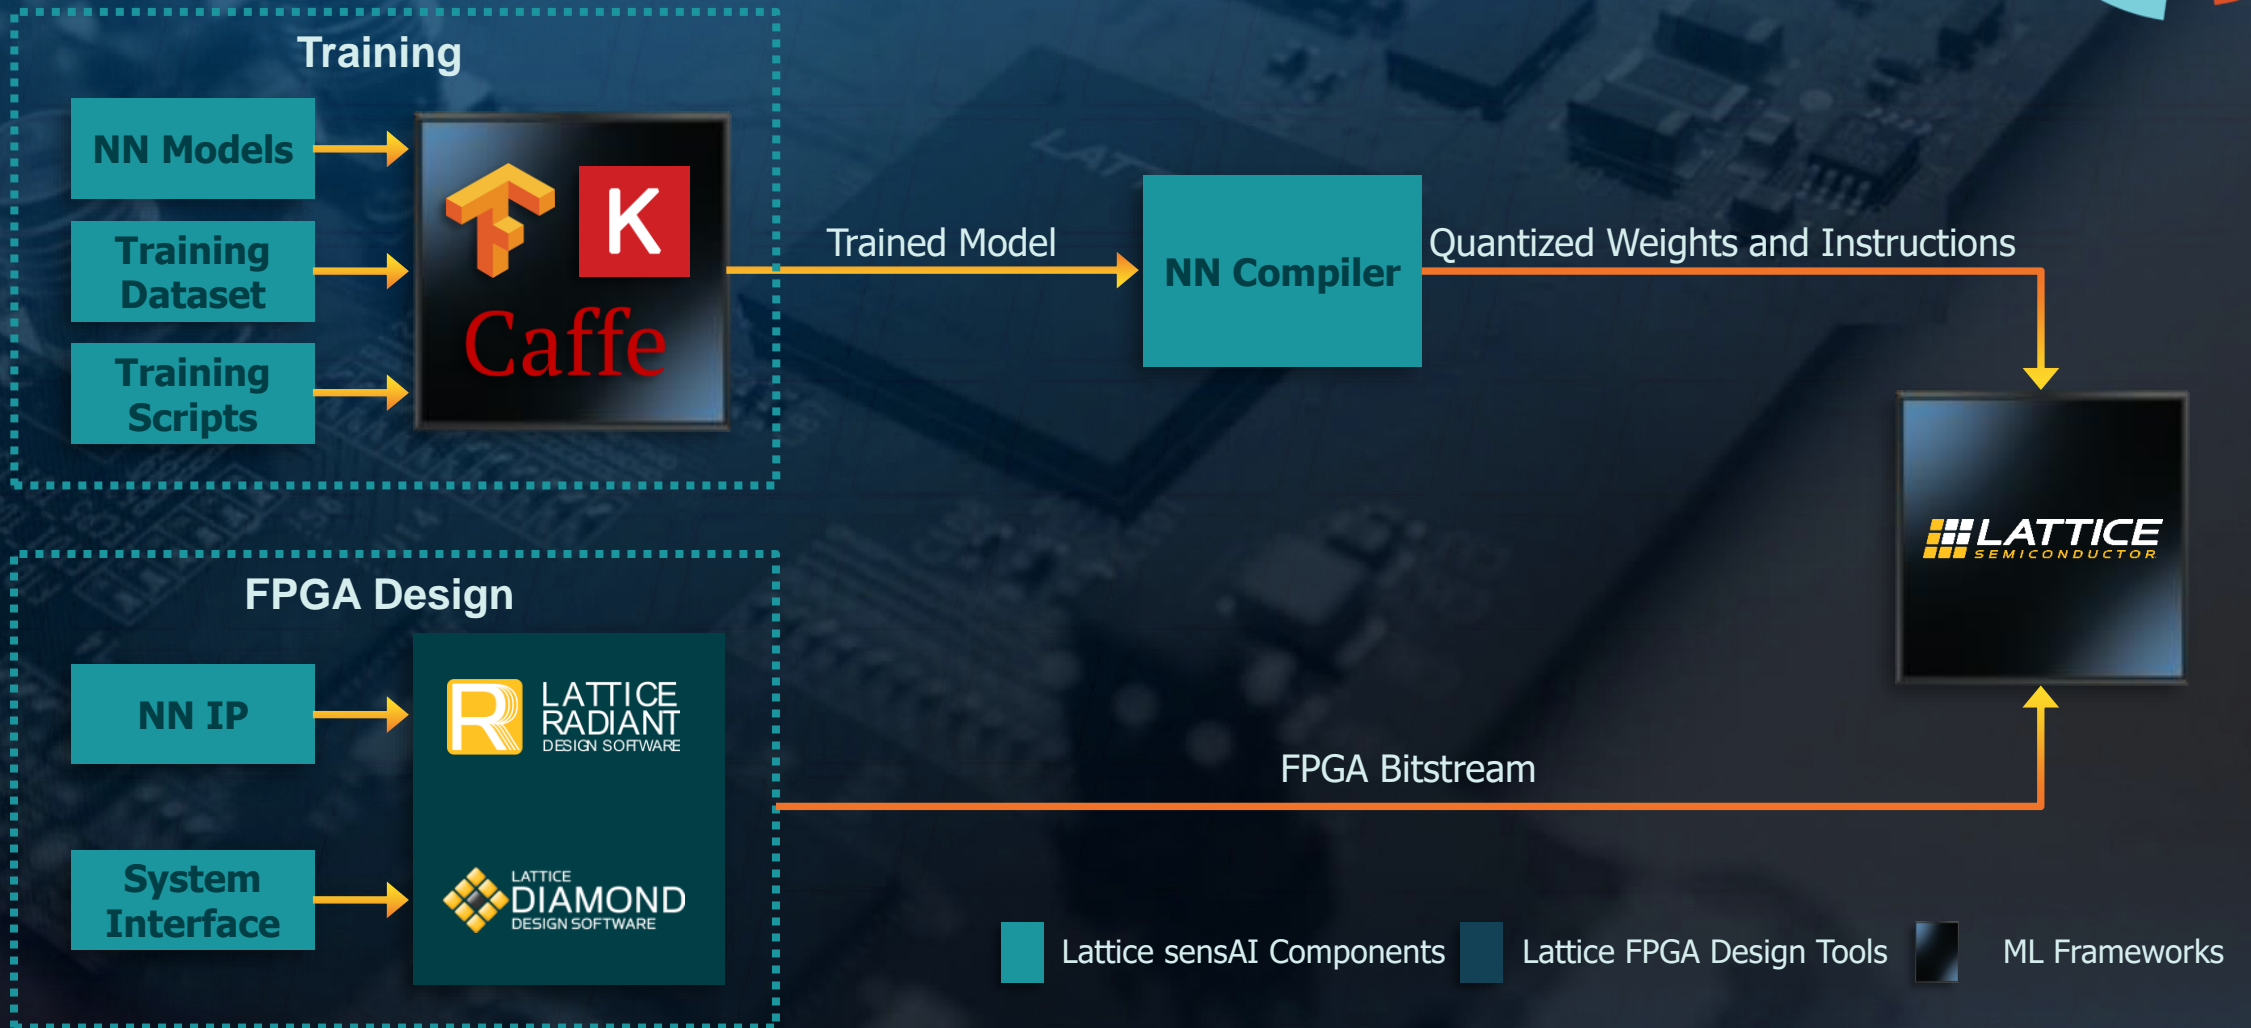 Training
NN Models
Training
Dataset
Training
Scripts
K
Caffe
Trained Model
NN Compiler
Quantized Weights and Instructions
LATTICE
SEMICONDUCTOR
FPGA Design
NN IP
System
Interface
R
LATTICE
RADIANT
DESIGN SOFTWARE
LATTICE
DIAMOND
DESIGN SOFTWARE
FPGA Bitstream
Lattice sensAI Components
Lattice FPGA Design Tools
ML Frameworks